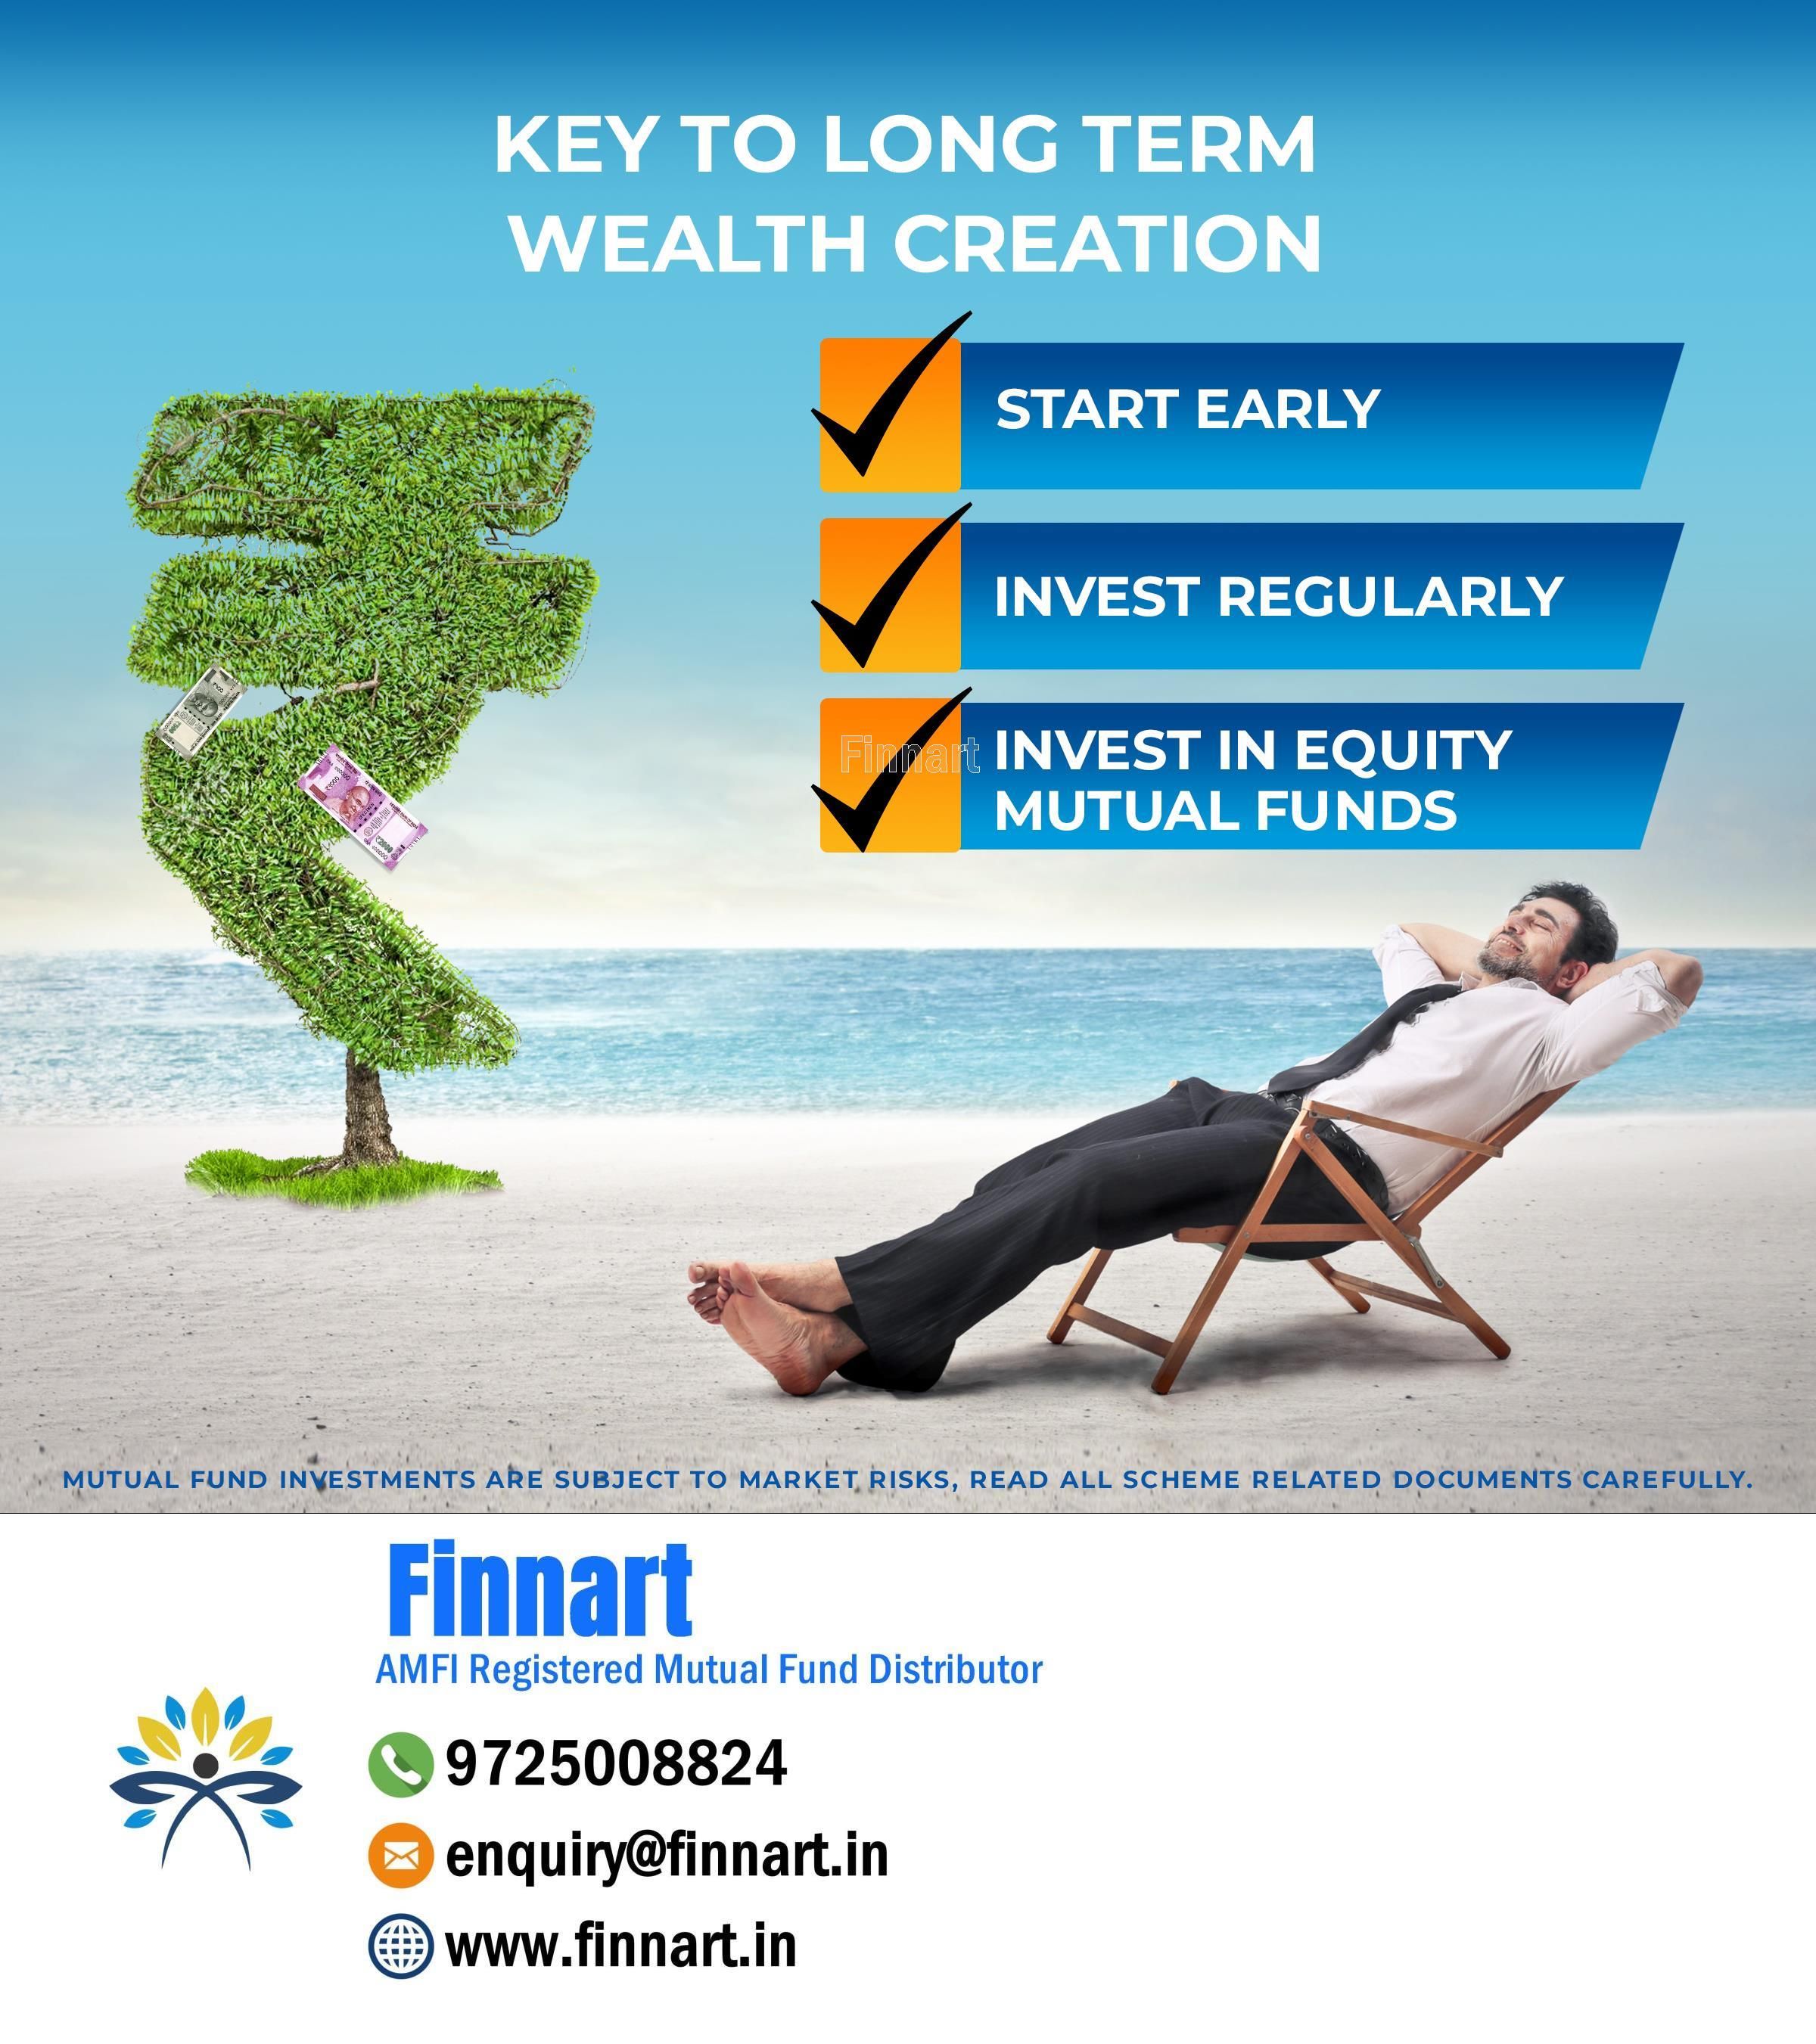 KEY TO LONG TERM
WEALTH CREATION
START EARLY
INVEST REGULARLY
Finnart
INVEST IN EQUITY
MUTUAL FUNDS
MUTUAL FUND INVESTMENTS ARE SUBJECT TO MARKET RISKS, READ ALL SCHEME RELATED DOCUMENTS CAREFULLY.
Finnart
AMFI Registered Mutual Fund Distributor
9725008824
enquiry@finnart.in
www.finnart.in